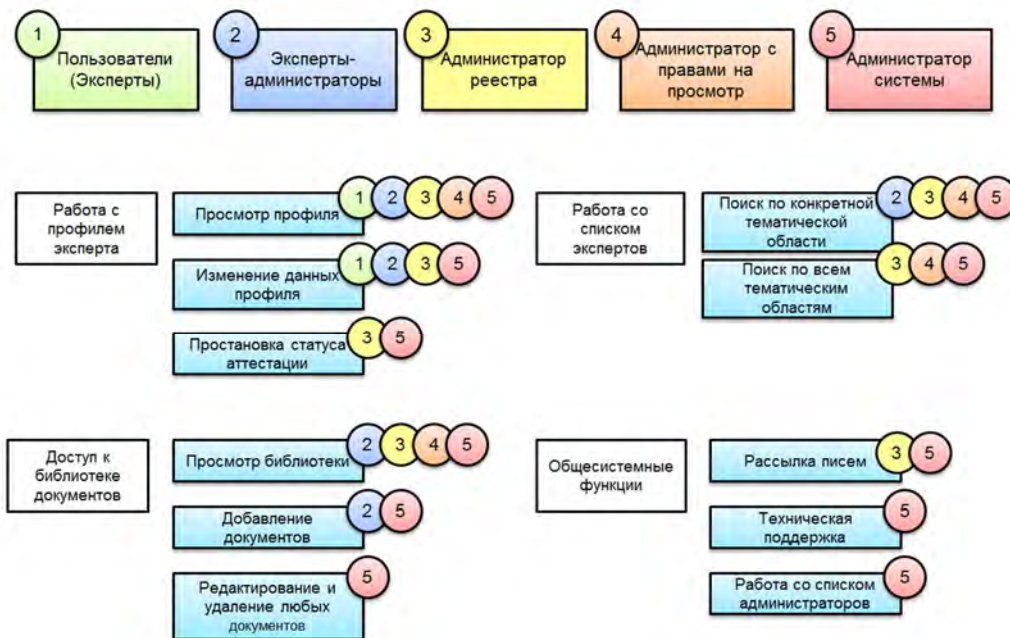 1
Пользователи
(Эксперты)
2
Эксперты-
администраторы
3
Администратор
реестра
4
Администратор с
правами на
просмотр
5
Администратор
системы
Работа с
профилем
эксперта
Просмотр профиля
1 2 3 4 5
Изменение данных
профиля
1 2 3 5
Простановка статуса
аттестации
3 5
Работа со
списком
экспертов
Поиск по конкретной
тематической
области
2 3 4 5
Поиск по всем
тематическим
областям
3 4 5
Доступ к
библиотеке
документов
Просмотр библиотеки
2 3 4 5
Добавление
документов
2 5
Редактирование и
удаление любых
документов
5
Общесистемные
функции
Рассылка писем
3 5
Техническая
поддержка
5
Работа со списком
администраторов
5